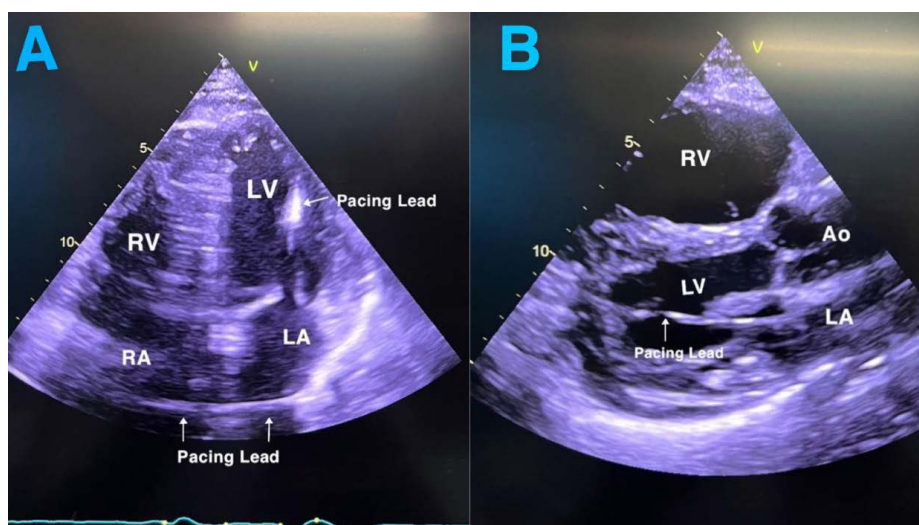 A
V
5
LV
Pacing Lead
RV
10
LA
RA
Pacing Lead
B
V
5
RV
10
Ao
LV
LA
Pacing Lead